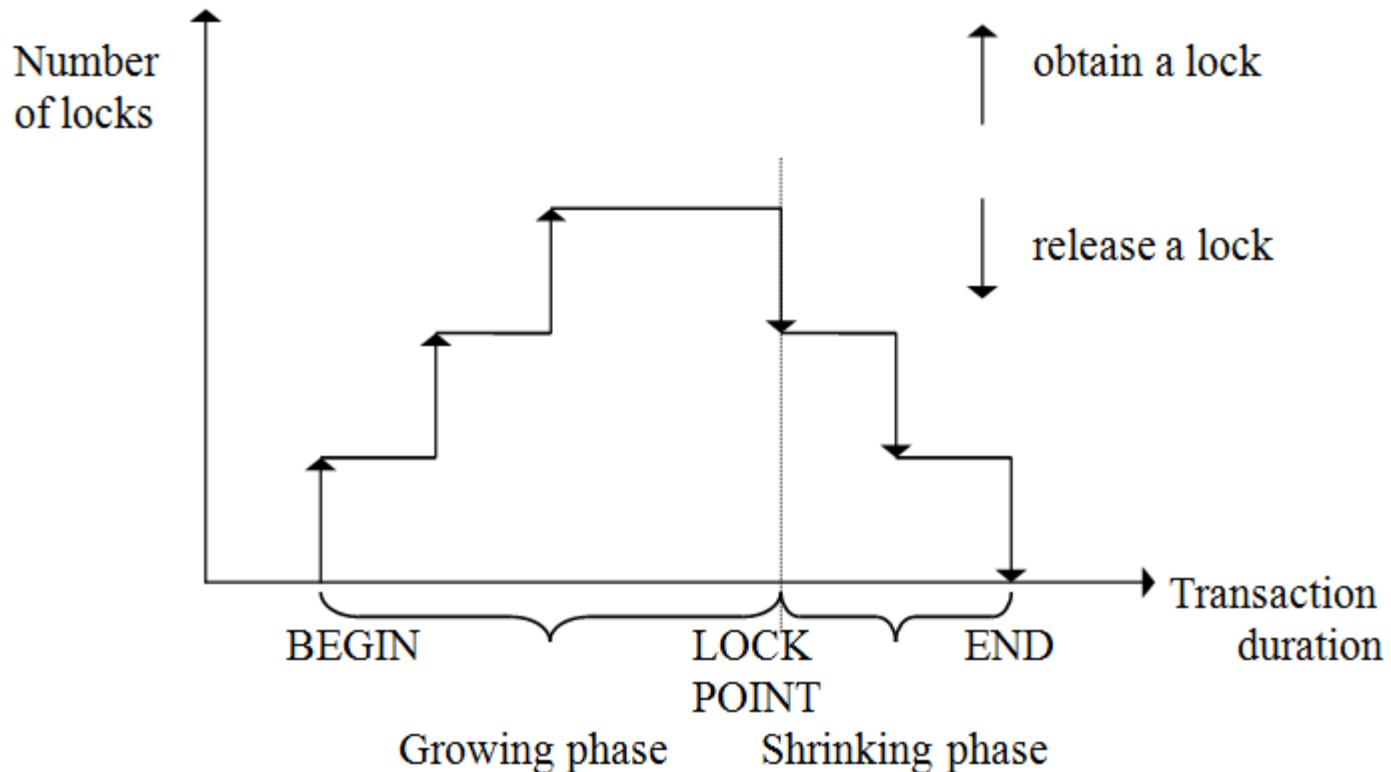 Number
of locks
obtain a lock
release a lock
Transaction
duration
BEGIN
LOCK
POINT
END
Growing phase
Shrinking phase